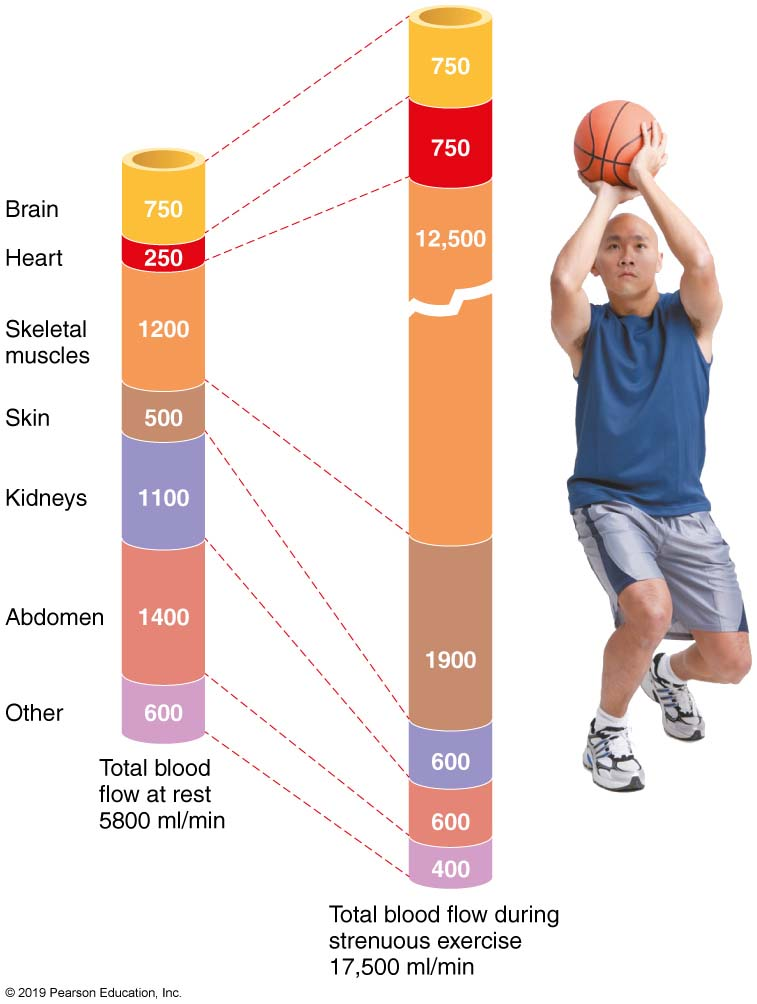 750
750
12,500
Brain
750
Heart
250
Skeletal
muscles
1200
Skin
500
Kidneys
1100
Abdomen
1400
Other
600
1900
600
600
400
Total blood
flow at rest
5800 ml/min
Total blood flow during
strenuous exercise
17,500 ml/min
© 2019 Pearson Education, Inc.